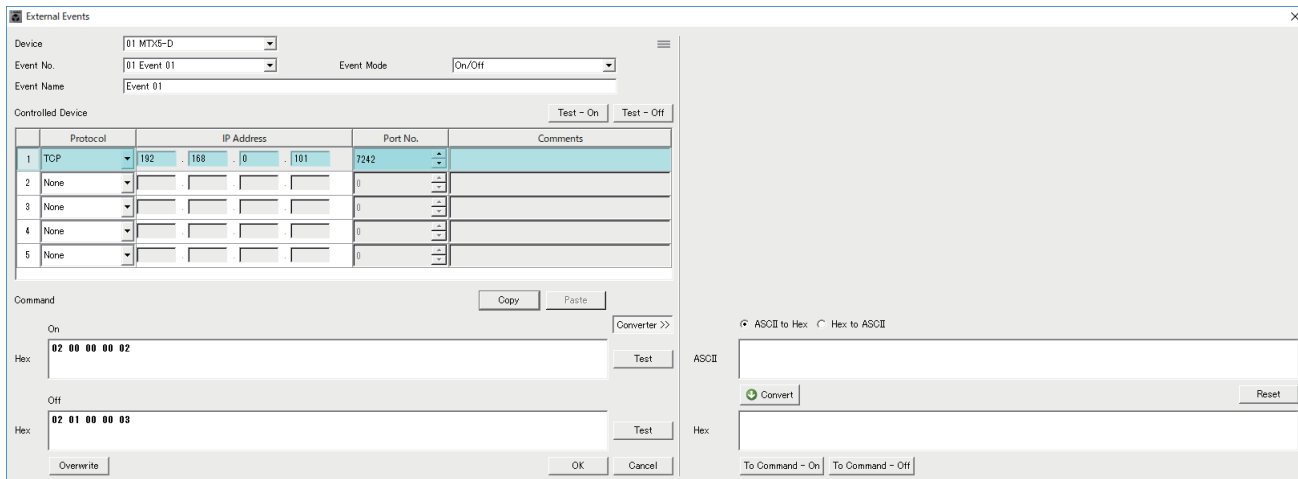 External Events
Device 01 MTX5-D
Event No. 01 Event 01 Event Mode On/Off
Event Name Event 01
Controlled Device Test - On Test - Off
Protocol IP Address Port No. Comments
1 TCP 192 . 168 . 0 . 101 7242
2 None . . . 0
3 None . . . 0
4 None . . . 0
5 None . . . 0
Command Copy Paste
On Converter >>
Hex 02 00 00 00 02 Test
Off
Hex 02 01 00 00 03 Test
Overwrite OK Cancel
ASCII to Hex Hex to ASCII
ASCII
Convert Reset
Hex
To Command - On To Command - Off